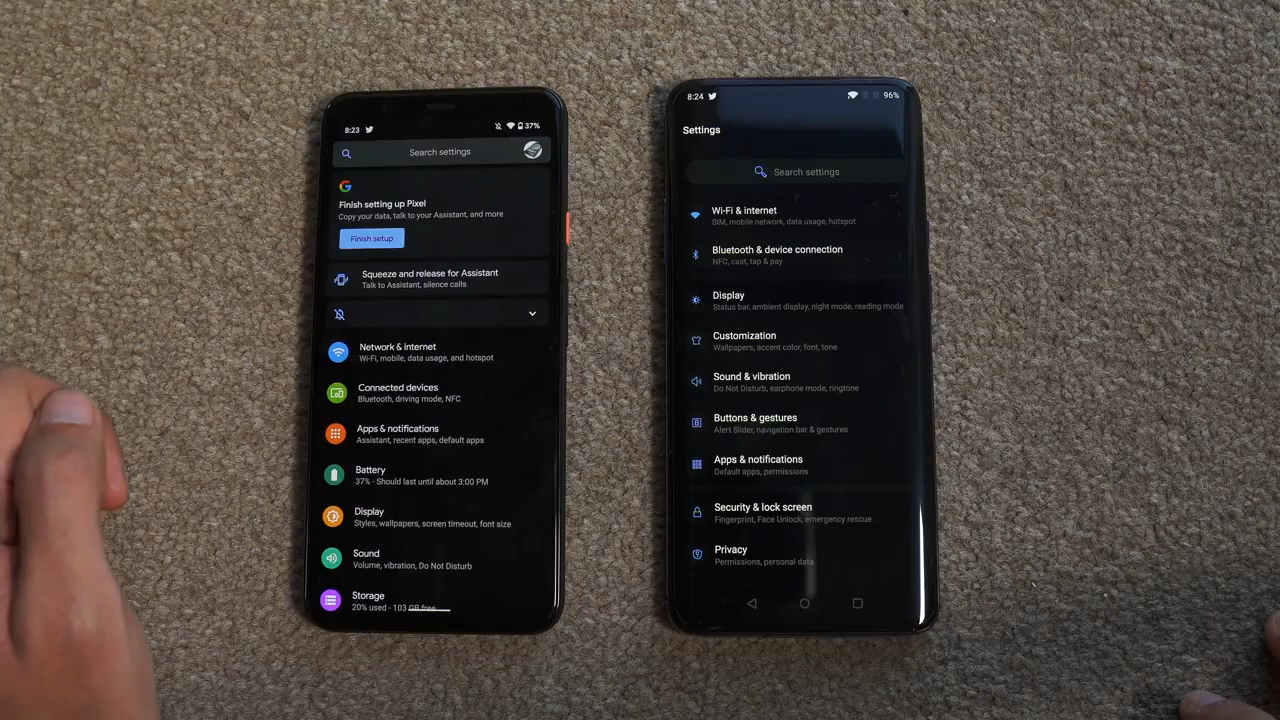 8:23
37%
Search settings
Finish setting up Pixel
Copy your data, talk to your Assistant, and more
Finish setup
Squeeze and release for Assistant
Talk to Assistant, silence calls
Network & internet
Wi-Fi, mobile, data usage, and hotspot
Connected devices
Bluetooth, driving mode, NFC
Apps & notifications
Assistant, recent apps, default apps
Battery
37% - Should last until about 3:00 PM
Display
Styles, wallpapers, screen timeout, font size
Sound
Volume, vibration, Do Not Disturb
Storage
20% used - 103 GB free
8:24
96%
Settings
Search settings
Wi-Fi & internet
SIM, mobile network, data usage, hotspot
Bluetooth & device connection
NFC, cast, tap & pay
Display
Status bar, ambient display, night mode, reading mode
Customization
Wallpapers, accent color, font, tone
Sound & vibration
Do Not Disturb, earphone mode, ringtone
Buttons & gestures
Alert Slider, navigation bar & gestures
Apps & notifications
Default apps, permissions
Security & lock screen
Fingerprint, Face Unlock, emergency rescue
Privacy
Permissions, personal data